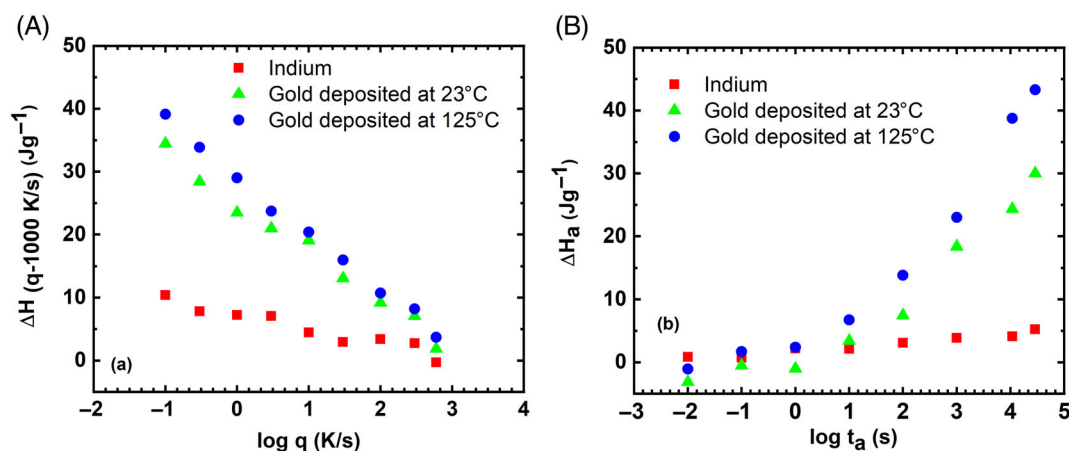 (A)
50
40
30
20
10
0
ΔH (q-1000 K/s) (Jg⁻¹)
Indium
Gold deposited at 23°C
Gold deposited at 125°C
(a)
−2 −1 0 1 2 3 4
log q (K/s)
(B)
50
40
30
20
10
0
ΔHₐ (Jg⁻¹)
Indium
Gold deposited at 23°C
Gold deposited at 125°C
(b)
−3 −2 −1 0 1 2 3 4 5
log tₐ (s)